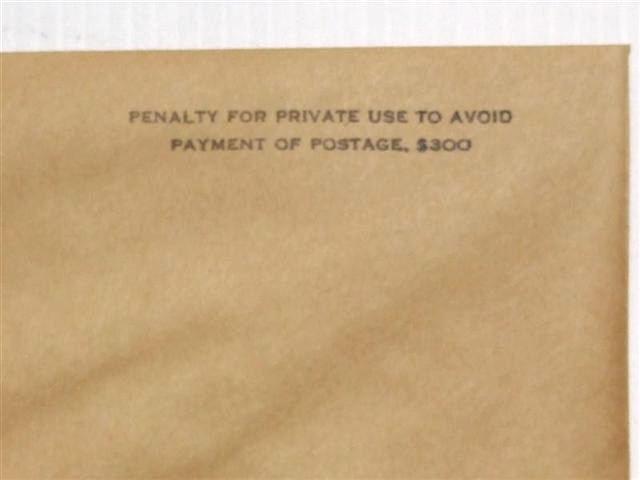 PENALTY FOR PRIVATE USE TO AVOID
PAYMENT OF POSTAGE, $300